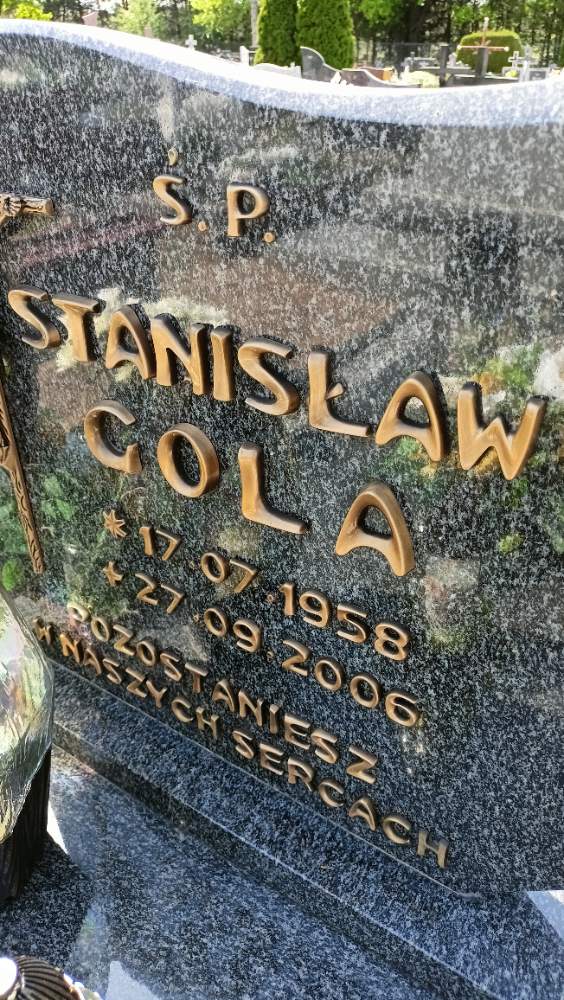 Ś.P.
STANISŁAW
GOLA
* 17.07.1958
✝ 27.09.2006
POZOSTANIESZ
W NASZYCH SERCACH